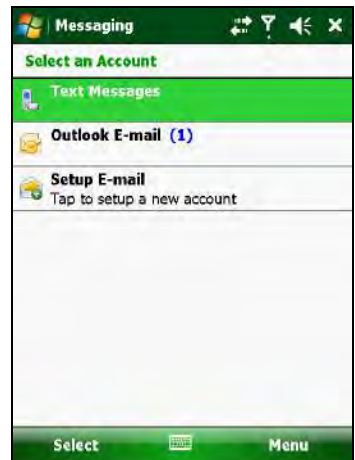 Messaging
Select an Account
Text Messages
Outlook E-mail (1)
Setup E-mail
Tap to setup a new account
Select Menu